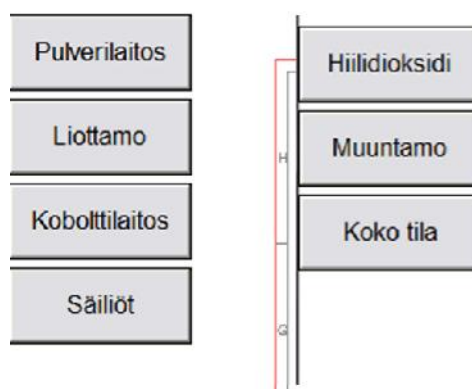 Pulverilaitos
Liottamo
Kobolttilaitos
Säiliöt
Hiilidioksidi
Muuntamo
Koko tila
H
G